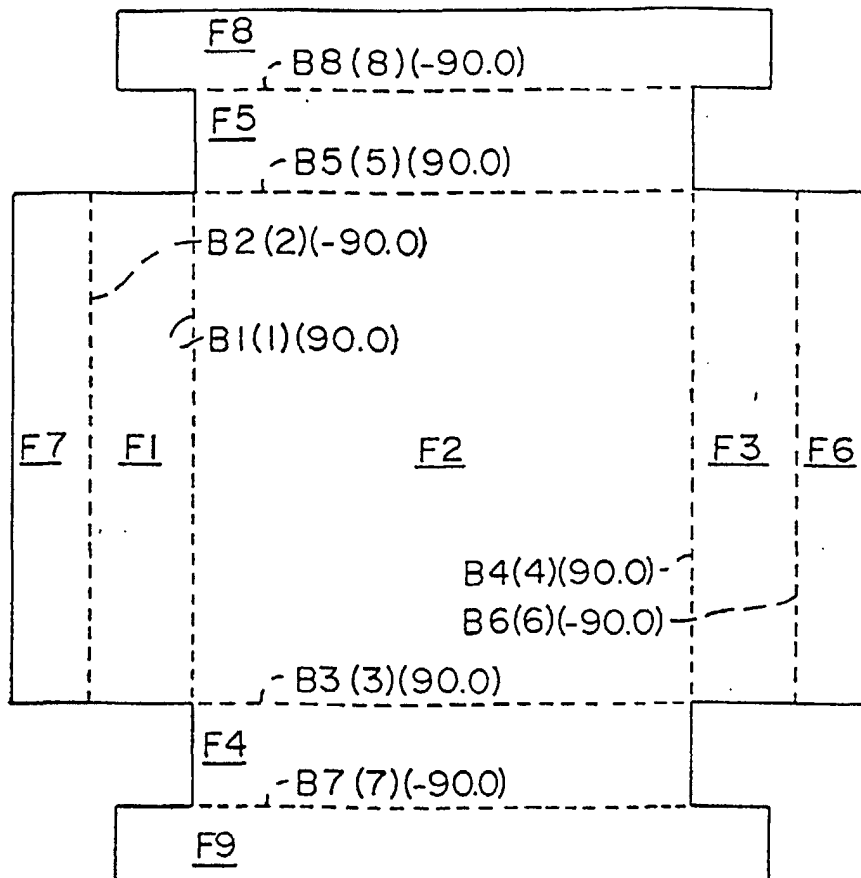 F8
B8(8)(-90.0)
F5
B5(5)(90.0)
B2(2)(-90.0)
B1(1)(90.0)
F7 F1 F2 F3 F6
B4(4)(90.0)
B6(6)(-90.0)
B3(3)(90.0)
F4
B7(7)(-90.0)
F9